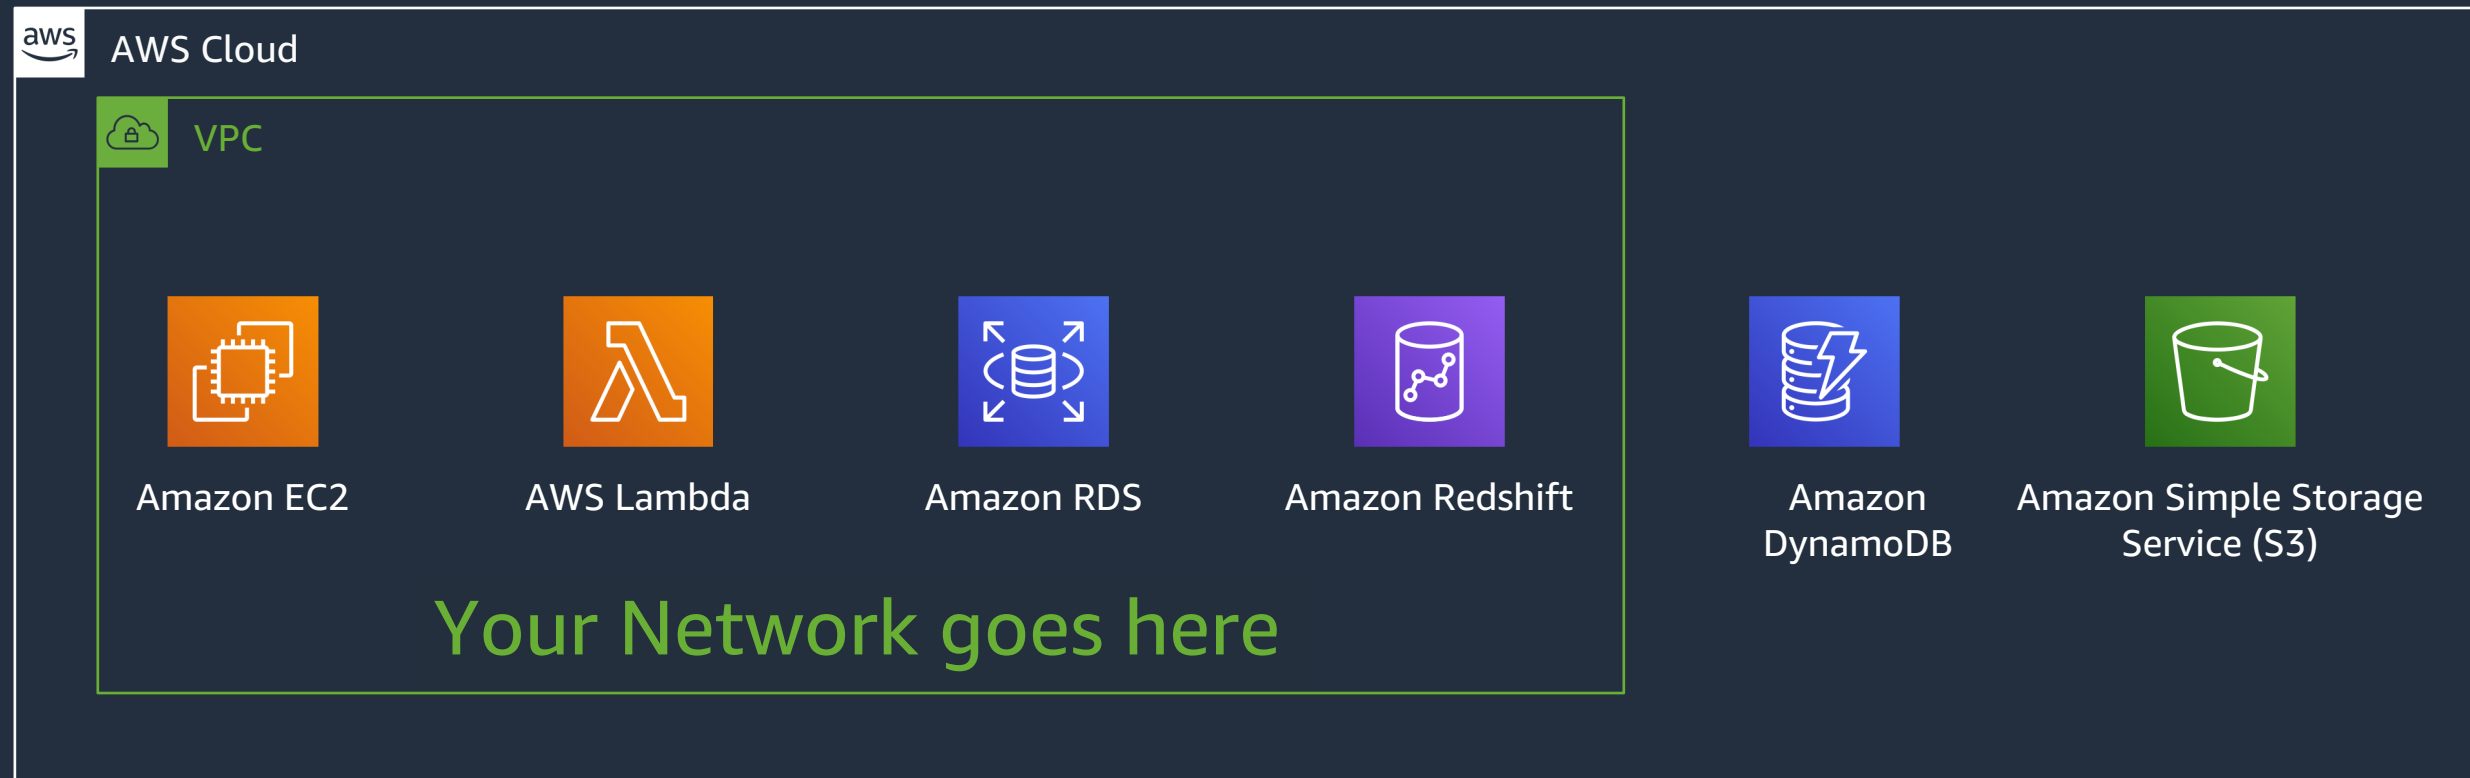 aws
AWS Cloud
VPC
Amazon EC2
AWS Lambda
Amazon RDS
Amazon Redshift
Amazon
DynamoDB
Amazon Simple Storage
Service (S3)
Your Network goes here